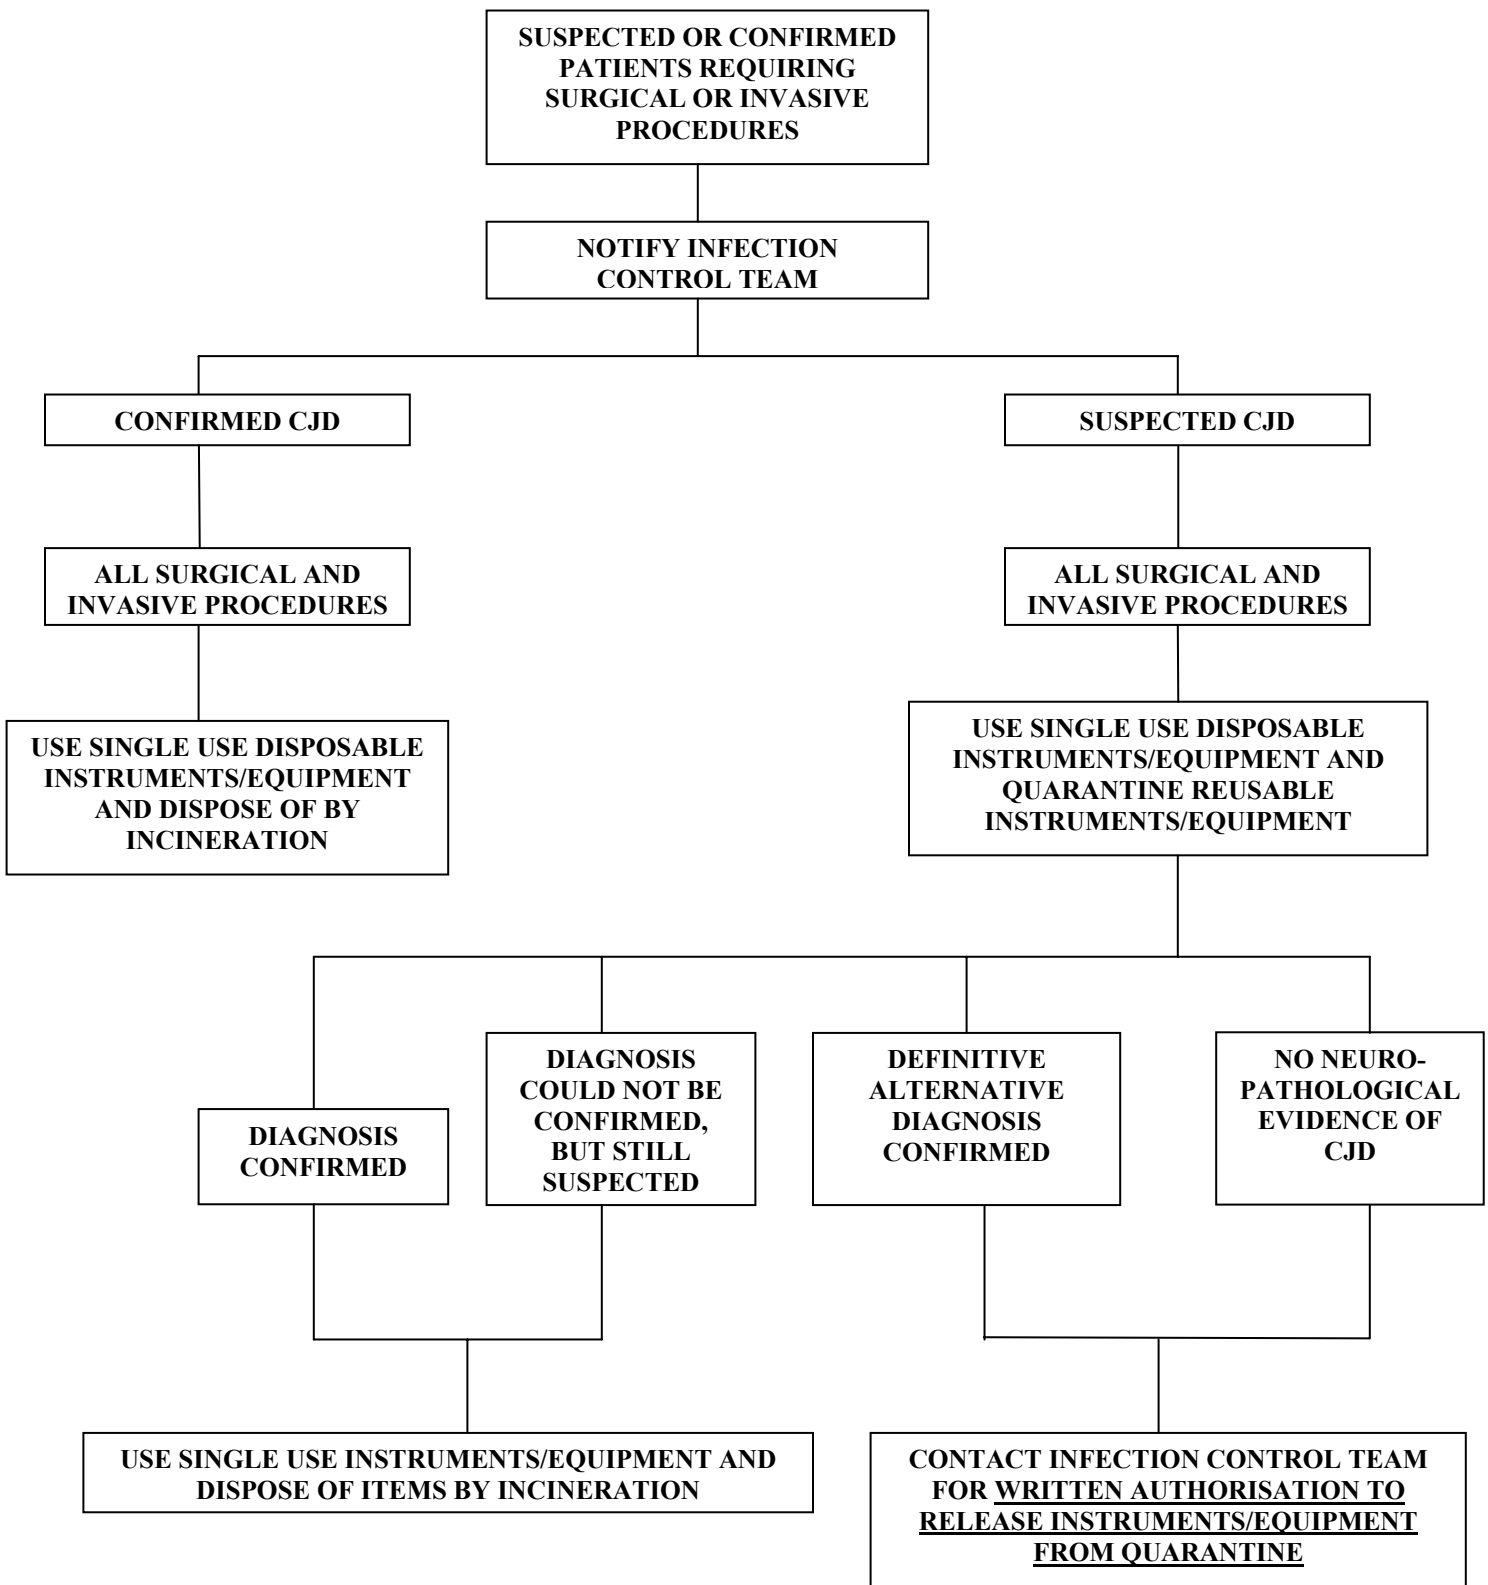 SUSPECTED OR CONFIRMED
PATIENTS REQUIRING
SURGICAL OR INVASIVE
PROCEDURES
NOTIFY INFECTION
CONTROL TEAM
CONFIRMED CJD
SUSPECTED CJD
ALL SURGICAL AND
INVASIVE PROCEDURES
ALL SURGICAL AND
INVASIVE PROCEDURES
USE SINGLE USE DISPOSABLE
INSTRUMENTS/EQUIPMENT
AND DISPOSE OF BY
INCINERATION
USE SINGLE USE DISPOSABLE
INSTRUMENTS/EQUIPMENT AND
QUARANTINE REUSABLE
INSTRUMENTS/EQUIPMENT
DIAGNOSIS
CONFIRMED
DIAGNOSIS
COULD NOT BE
CONFIRMED,
BUT STILL
SUSPECTED
DEFINITIVE
ALTERNATIVE
DIAGNOSIS
CONFIRMED
NO NEURO-
PATHOLOGICAL
EVIDENCE OF
CJD
USE SINGLE USE INSTRUMENTS/EQUIPMENT AND
DISPOSE OF ITEMS BY INCINERATION
CONTACT INFECTION CONTROL TEAM
FOR WRITTEN AUTHORISATION TO
RELEASE INSTRUMENTS/EQUIPMENT
FROM QUARANTINE